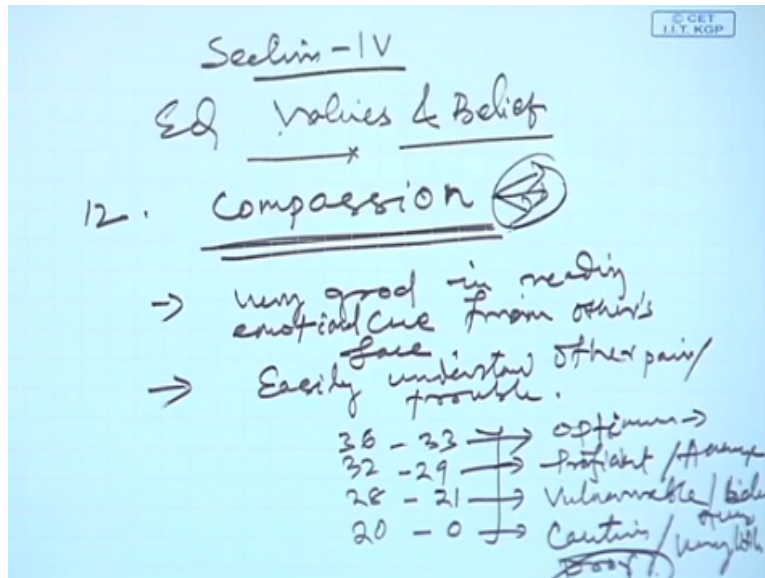 © CET
I.I.T. KGP
Section-IV
EQ Values & Belief
12. Compassion
→ very good in reading
emotional cue from other's
face
→ Easily understand other pain/
trouble.
36 - 33 → optimum →
32 - 29 → Proficient / Average
28 - 21 → Vulnerable /
20 - 0 → Caution /
Poor